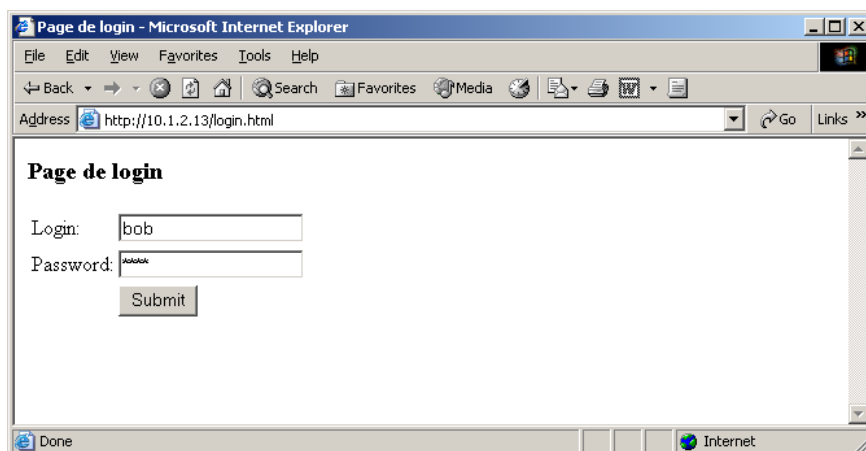 Page de login - Microsoft Internet Explorer
File Edit View Favorites Tools Help
Back Search Favorites Media
Address http://10.1.2.13/login.html Go Links »
Page de login
Login: bob
Password: *****
Submit
Done Internet